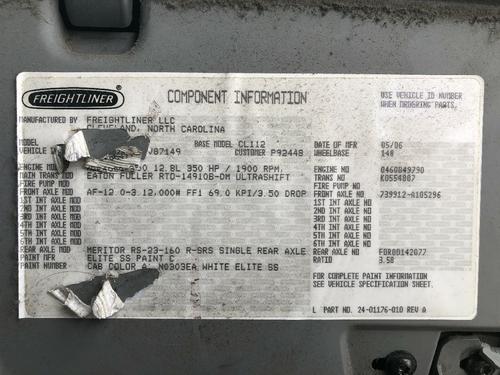 FREIGHTLINER
COMPONENT INFORMATION
USE VEHICLE ID NUMBER
WHEN ORDERING PARTS.
MANUFACTURED BY FREIGHTLINER LLC
CLEVELAND, NORTH CAROLINA
MODEL BASE MODEL CL112 DATE OF MFR 05/06
VEHICLE V87149 CUSTOMER P92448 WHEELBASE 148
ENGINE MOD 12.8L 350 HP / 1900 RPM, ENGINE NO 0460849790
MAIN TRANS MOD EATON FULLER RTO-14910B-DM ULTRASHIFT TRANS NO K0554807
FIRE PUMP MOD FIRE PUMP NO
FRONT AXLE MOD AF-12.0-3.12,000# FF1 69.0 KPI/3.50 DROP FRONT AXLE NO 739912-A105296
1ST INT AXLE MOD 1ST INT AXLE NO
2ND INT AXLE MOD 2ND INT AXLE NO
3RD INT AXLE MOD 3RD INT AXLE NO
4TH INT AXLE MOD 4TH INT AXLE NO
5TH INT AXLE MOD 5TH INT AXLE NO
6TH INT AXLE MOD 6TH INT AXLE NO
REAR AXLE MOD MERITOR RS-23-160 R-SRS SINGLE REAR AXLE REAR AXLE NO FDR00142077
PAINT MFR ELITE SS PAINT C RATIO 3.58
PAINT NUMBER CAB COLOR A: N0303EA WHITE ELITE SS
FOR COMPLETE PAINT INFORMATION
SEE VEHICLE SPECIFICATION SHEET.
L PART NO. 24-01176-010 REV A